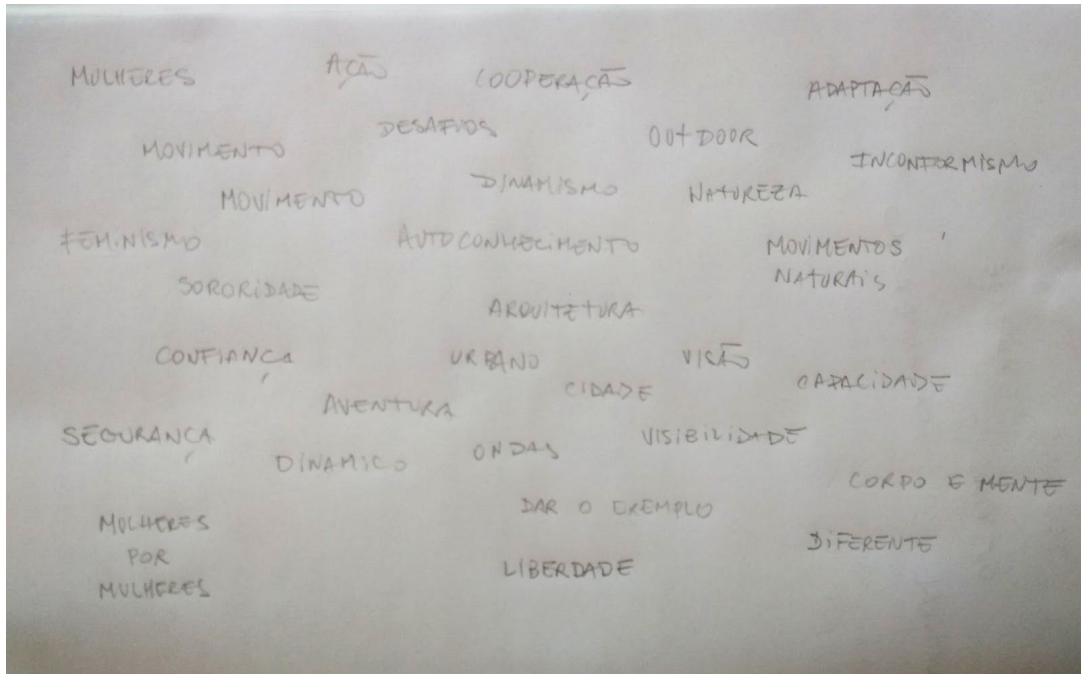 MULHERES
AÇÃO
COOPERAÇÃO
ADAPTAÇÃO
DESAFIOS
OUTDOOR
MOVIMENTO
INCONFORMISMO
DINAMISMO
NATUREZA
MOVIMENTO
FEMINISMO
AUTOCONHECIMENTO
MOVIMENTOS
NATURAIS
SORORIDADE
ARQUITETURA
CONFIANÇA
URBANO
VISÃO
CIDADE
CAPACIDADE
AVENTURA
SEGURANÇA
VISIBILIDADE
DINAMICO
ONDAS
CORPO E MENTE
DAR O EXEMPLO
MULHERES
POR
MULHERES
DIFERENTE
LIBERDADE